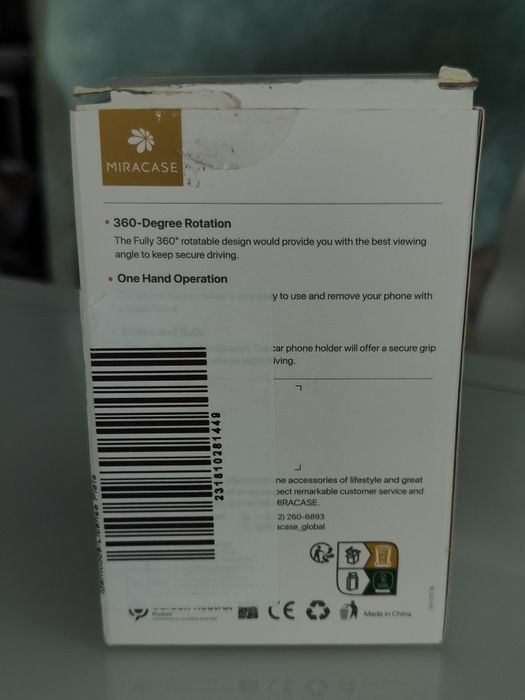 MIRACASE
• 360-Degree Rotation
The Fully 360° rotatable design would provide you with the best viewing
angle to keep secure driving.
• One Hand Operation
y to use and remove your phone with
car phone holder will offer a secure grip
iving.
231810281449
ne accessories of lifestyle and great
pect remarkable customer service and
MIRACASE.
2) 260-6893
acase_global
Product
CE
Made in China